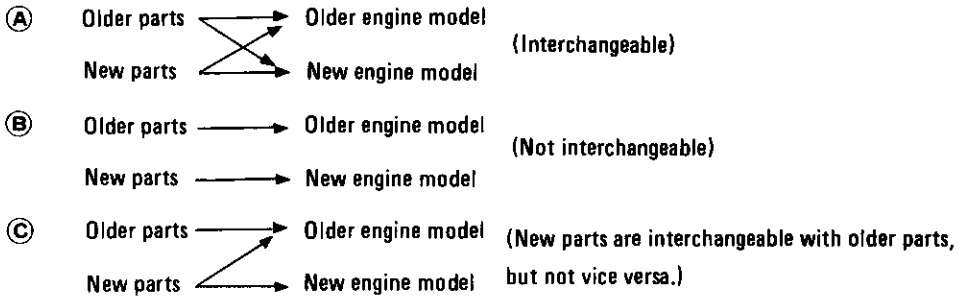 Ⓐ Older parts Older engine model
(Interchangeable)
New parts New engine model
Ⓑ Older parts Older engine model
(Not interchangeable)
New parts New engine model
Ⓒ Older parts Older engine model (New parts are interchangeable with older parts,
New parts New engine model but not vice versa.)